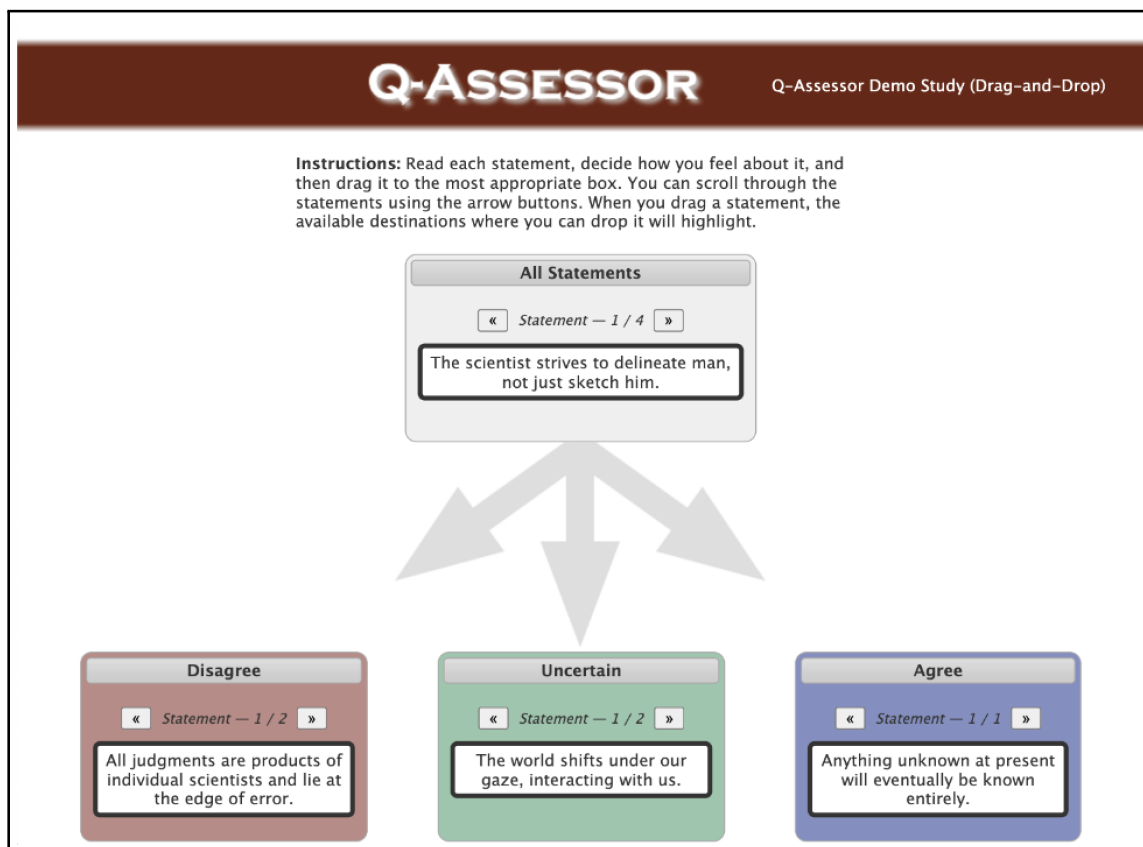 Q-ASSESSOR
Q-Assessor Demo Study (Drag-and-Drop)
Instructions: Read each statement, decide how you feel about it, and
then drag it to the most appropriate box. You can scroll through the
statements using the arrow buttons. When you drag a statement, the
available destinations where you can drop it will highlight.
All Statements
« Statement — 1 / 4 »
The scientist strives to delineate man,
not just sketch him.
Disagree
« Statement — 1 / 2 »
All judgments are products of
individual scientists and lie at
the edge of error.
Uncertain
« Statement — 1 / 2 »
The world shifts under our
gaze, interacting with us.
Agree
« Statement — 1 / 1 »
Anything unknown at present
will eventually be known
entirely.